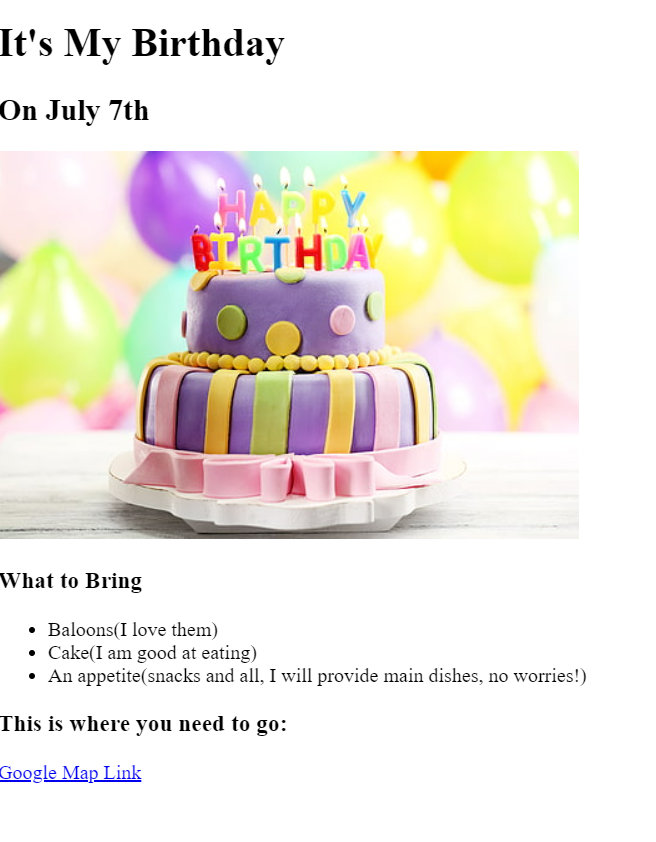 It's My Birthday
On July 7th
HAPPY
BIRTHDAY
What to Bring
Baloons(I love them)
Cake(I am good at eating)
An appetite(snacks and all, I will provide main dishes, no worries!)
This is where you need to go:
Google Map Link